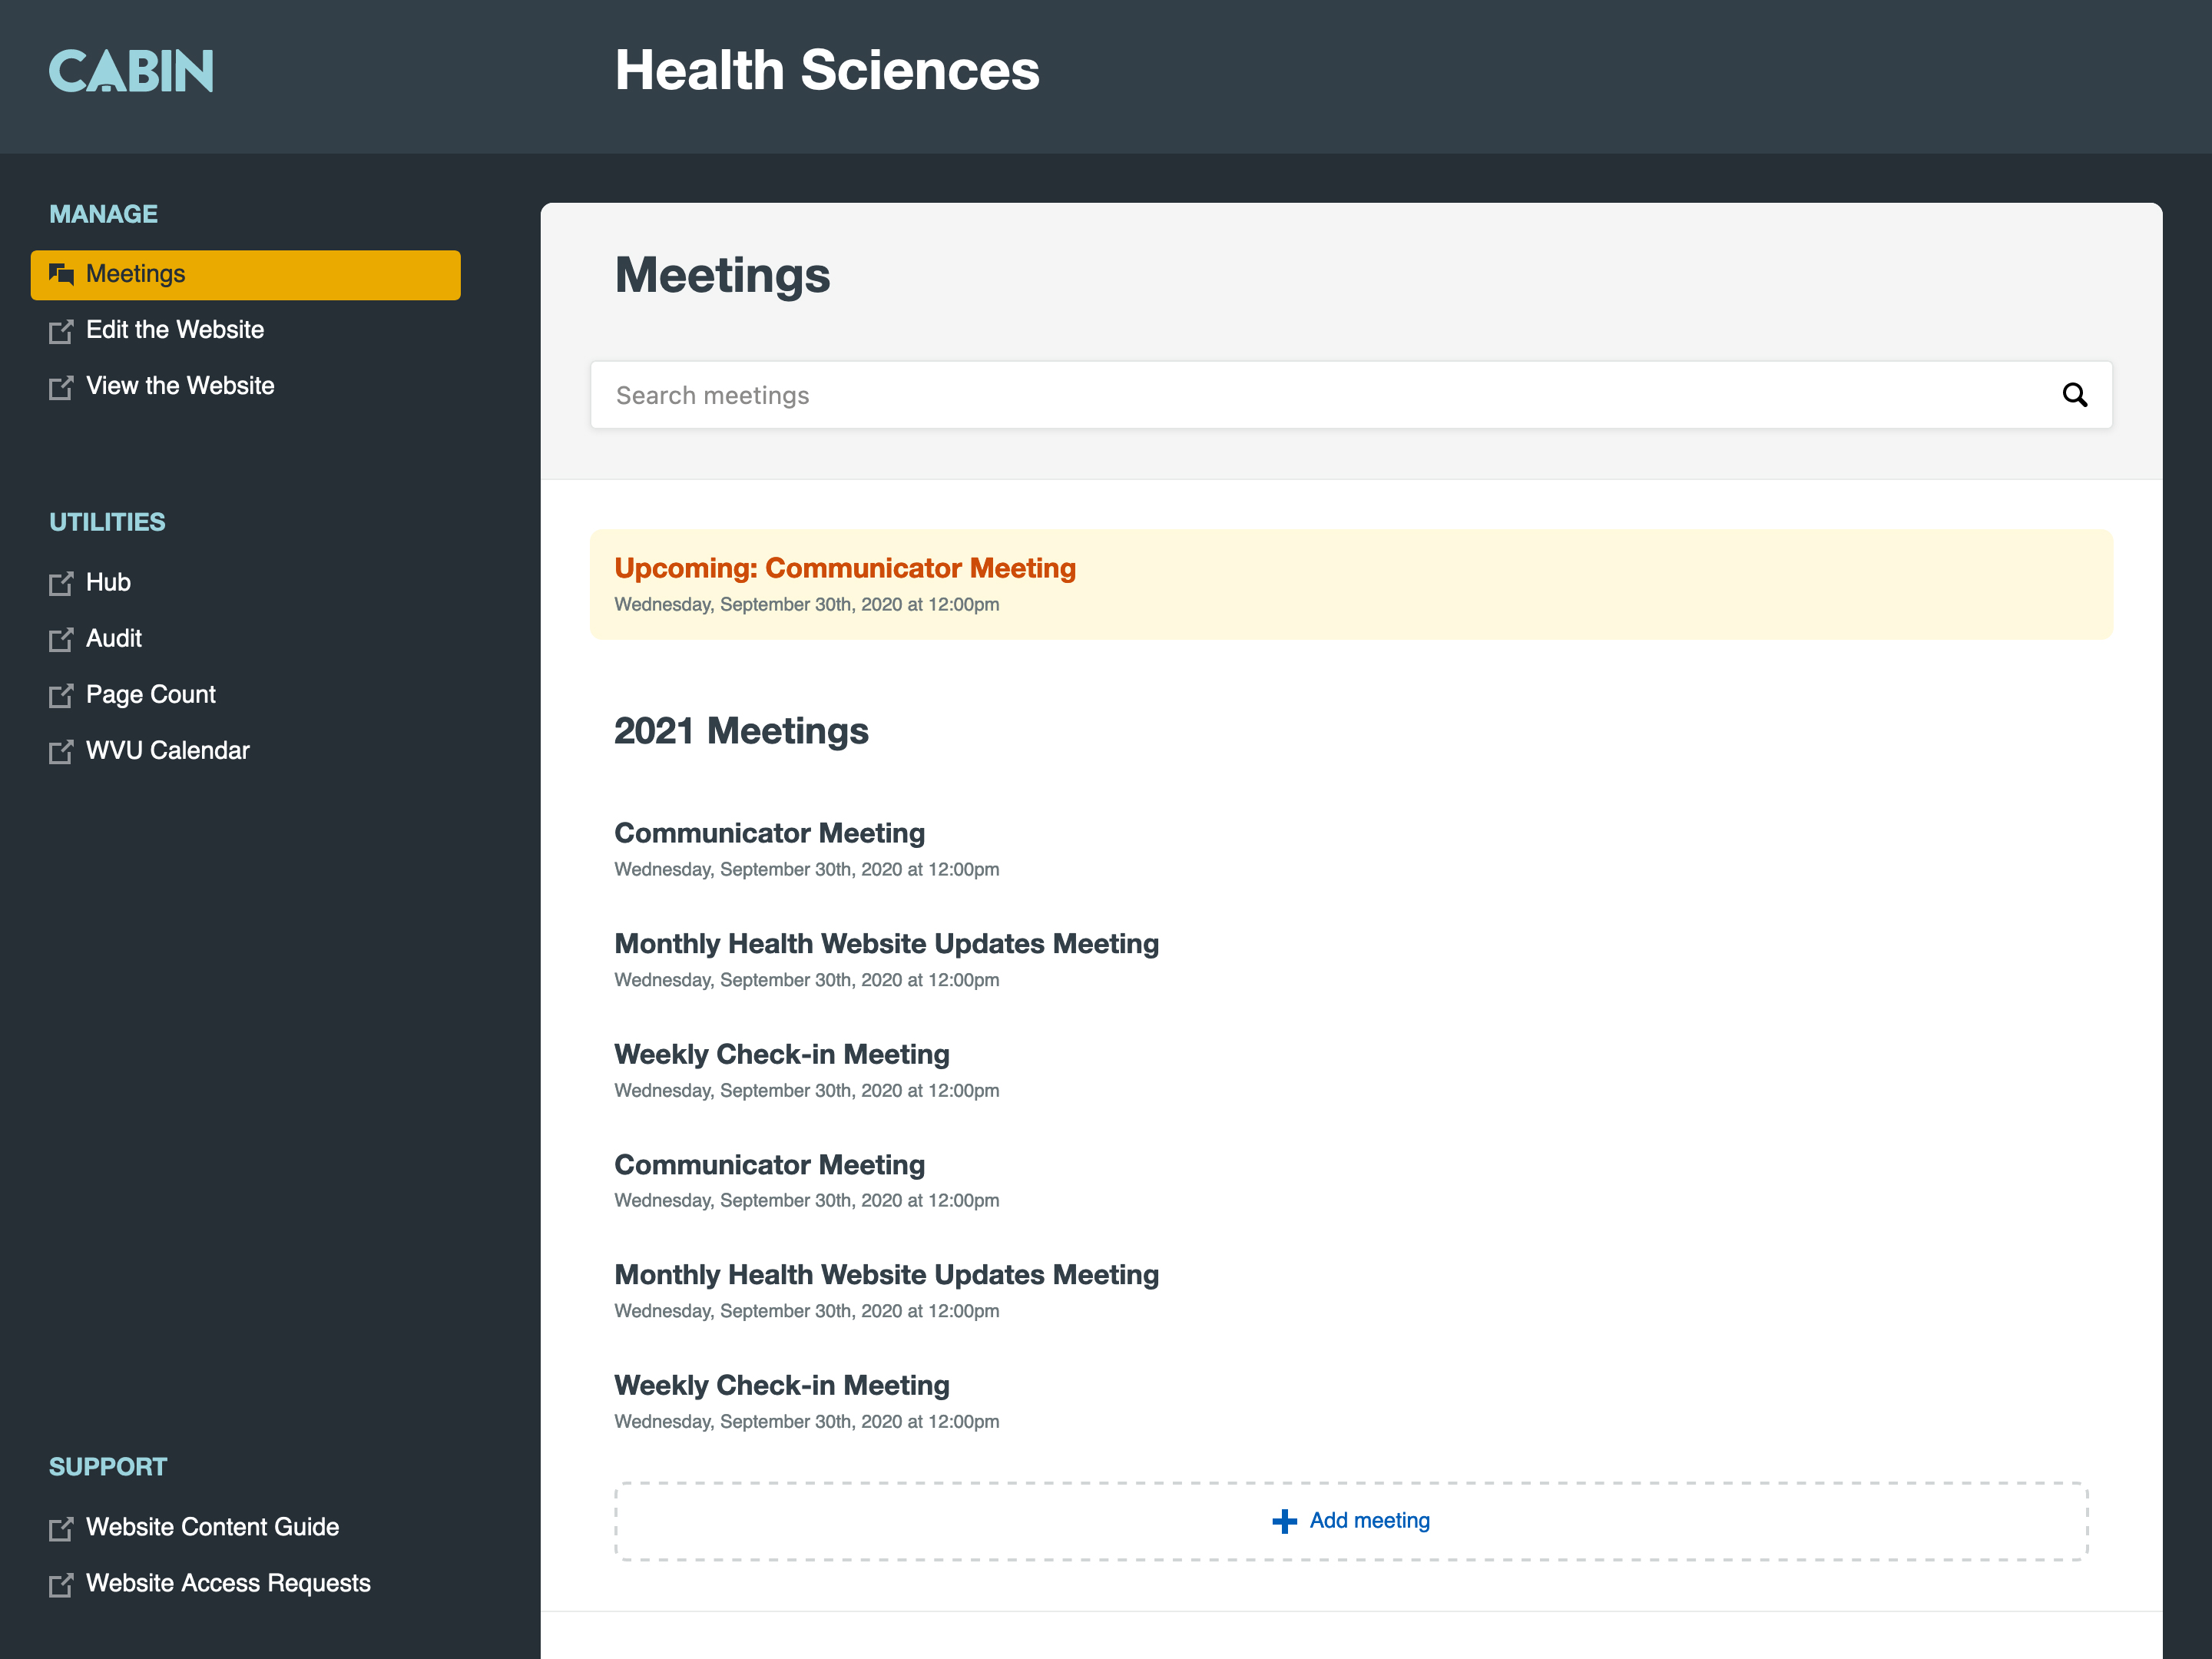 CABIN
Health Sciences
MANAGE
Meetings
Edit the Website
View the Website
UTILITIES
Hub
Audit
Page Count
WVU Calendar
SUPPORT
Website Content Guide
Website Access Requests
Meetings
Search meetings
Upcoming: Communicator Meeting
Wednesday, September 30th, 2020 at 12:00pm
2021 Meetings
Communicator Meeting
Wednesday, September 30th, 2020 at 12:00pm
Monthly Health Website Updates Meeting
Wednesday, September 30th, 2020 at 12:00pm
Weekly Check-in Meeting
Wednesday, September 30th, 2020 at 12:00pm
Communicator Meeting
Wednesday, September 30th, 2020 at 12:00pm
Monthly Health Website Updates Meeting
Wednesday, September 30th, 2020 at 12:00pm
Weekly Check-in Meeting
Wednesday, September 30th, 2020 at 12:00pm
Add meeting